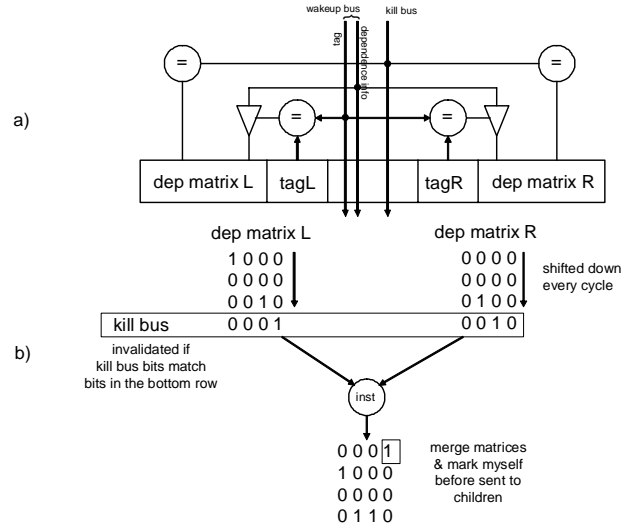 wakeup bus
kill bus
tag
dependence info
= =
a)
= =
dep matrix L tagL tagR dep matrix R
dep matrix L dep matrix R
1 0 0 0 0 0 0 0
0 0 0 0 0 0 0 0
0 0 1 0 0 1 0 0
shifted down
every cycle
kill bus 0 0 0 1 0 0 1 0
b)
invalidated if
kill bus bits match
bits in the bottom row
inst
0 0 0 1
1 0 0 0
0 0 0 0
0 1 1 0
merge matrices
& mark myself
before sent to
children